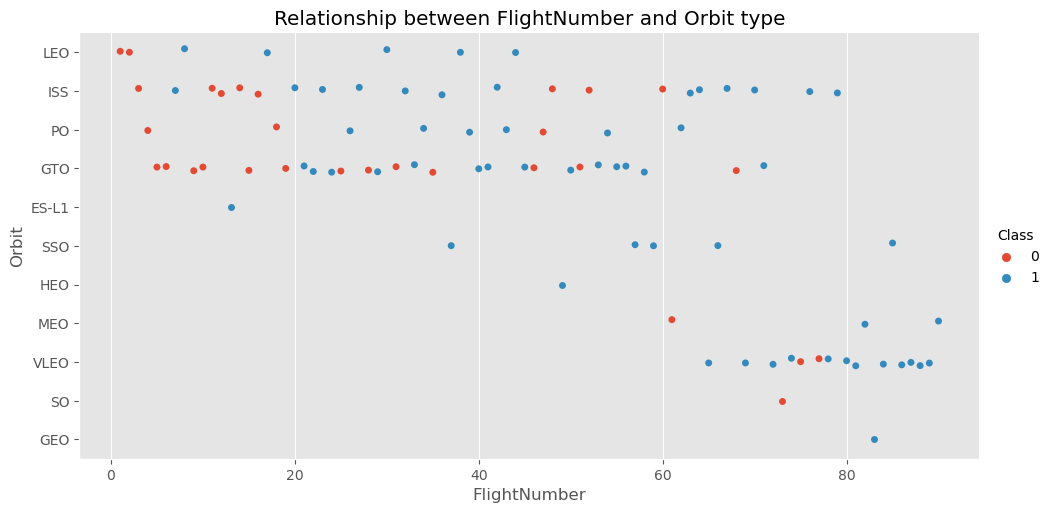 Relationship between FlightNumber and Orbit type
LEO
ISS
PO
GTO
ES-L1
SSO
HEO
MEO
VLEO
SO
GEO
Orbit
0
20
40
60
80
FlightNumber
Class
0
1